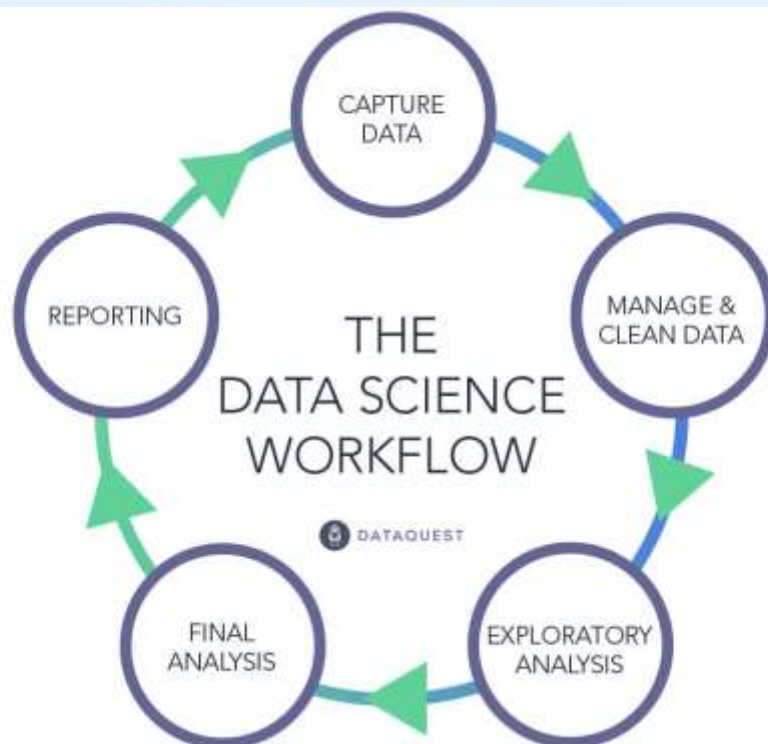 CAPTURE
DATA
MANAGE &
CLEAN DATA
REPORTING
THE
DATA SCIENCE
WORKFLOW
DATAQUEST
FINAL
ANALYSIS
EXPLORATORY
ANALYSIS